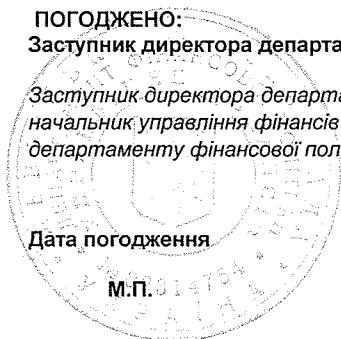 ПОГОДЖЕНО:
Заступник директора департа
Заступник директора департа
начальник управління фінансів
департаменту фінансової пол
Дата погодження
М.П.